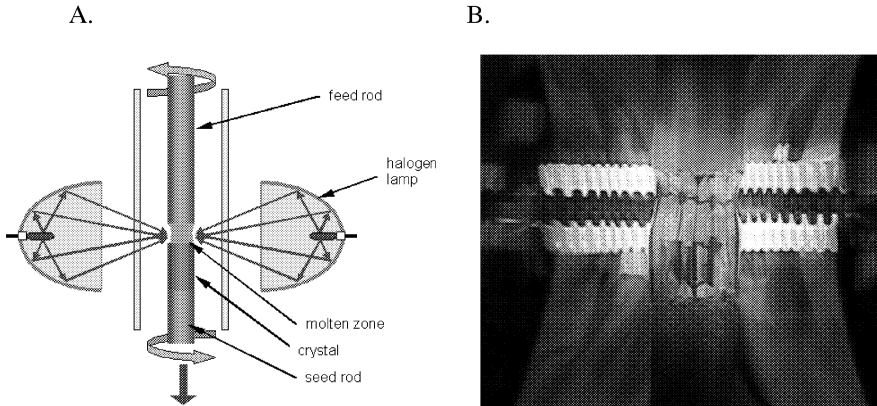 A.
B.
feed rod
halogen
lamp
molten zone
crystal
seed rod